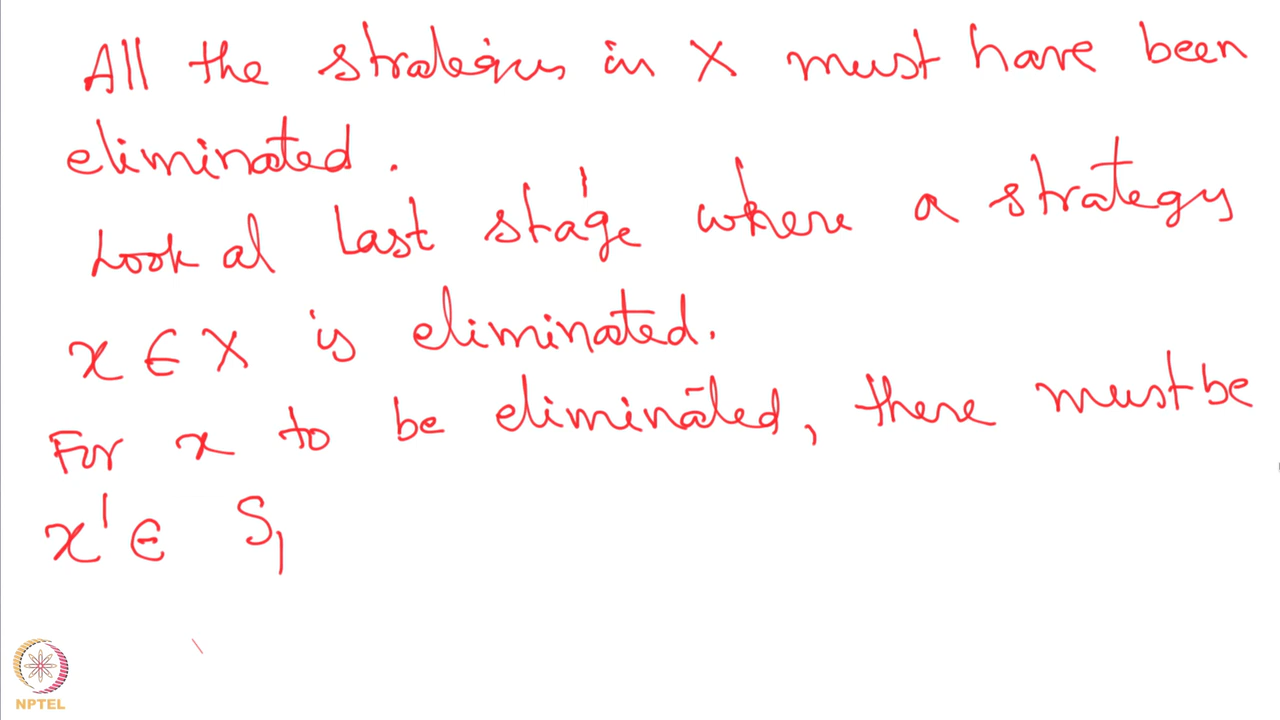 All the strategies in X must have been
eliminated.
Look at last stage where a strategy
x ∈ X is eliminated.
For x to be eliminated, there must be
x' ∈ S₁
NPTEL